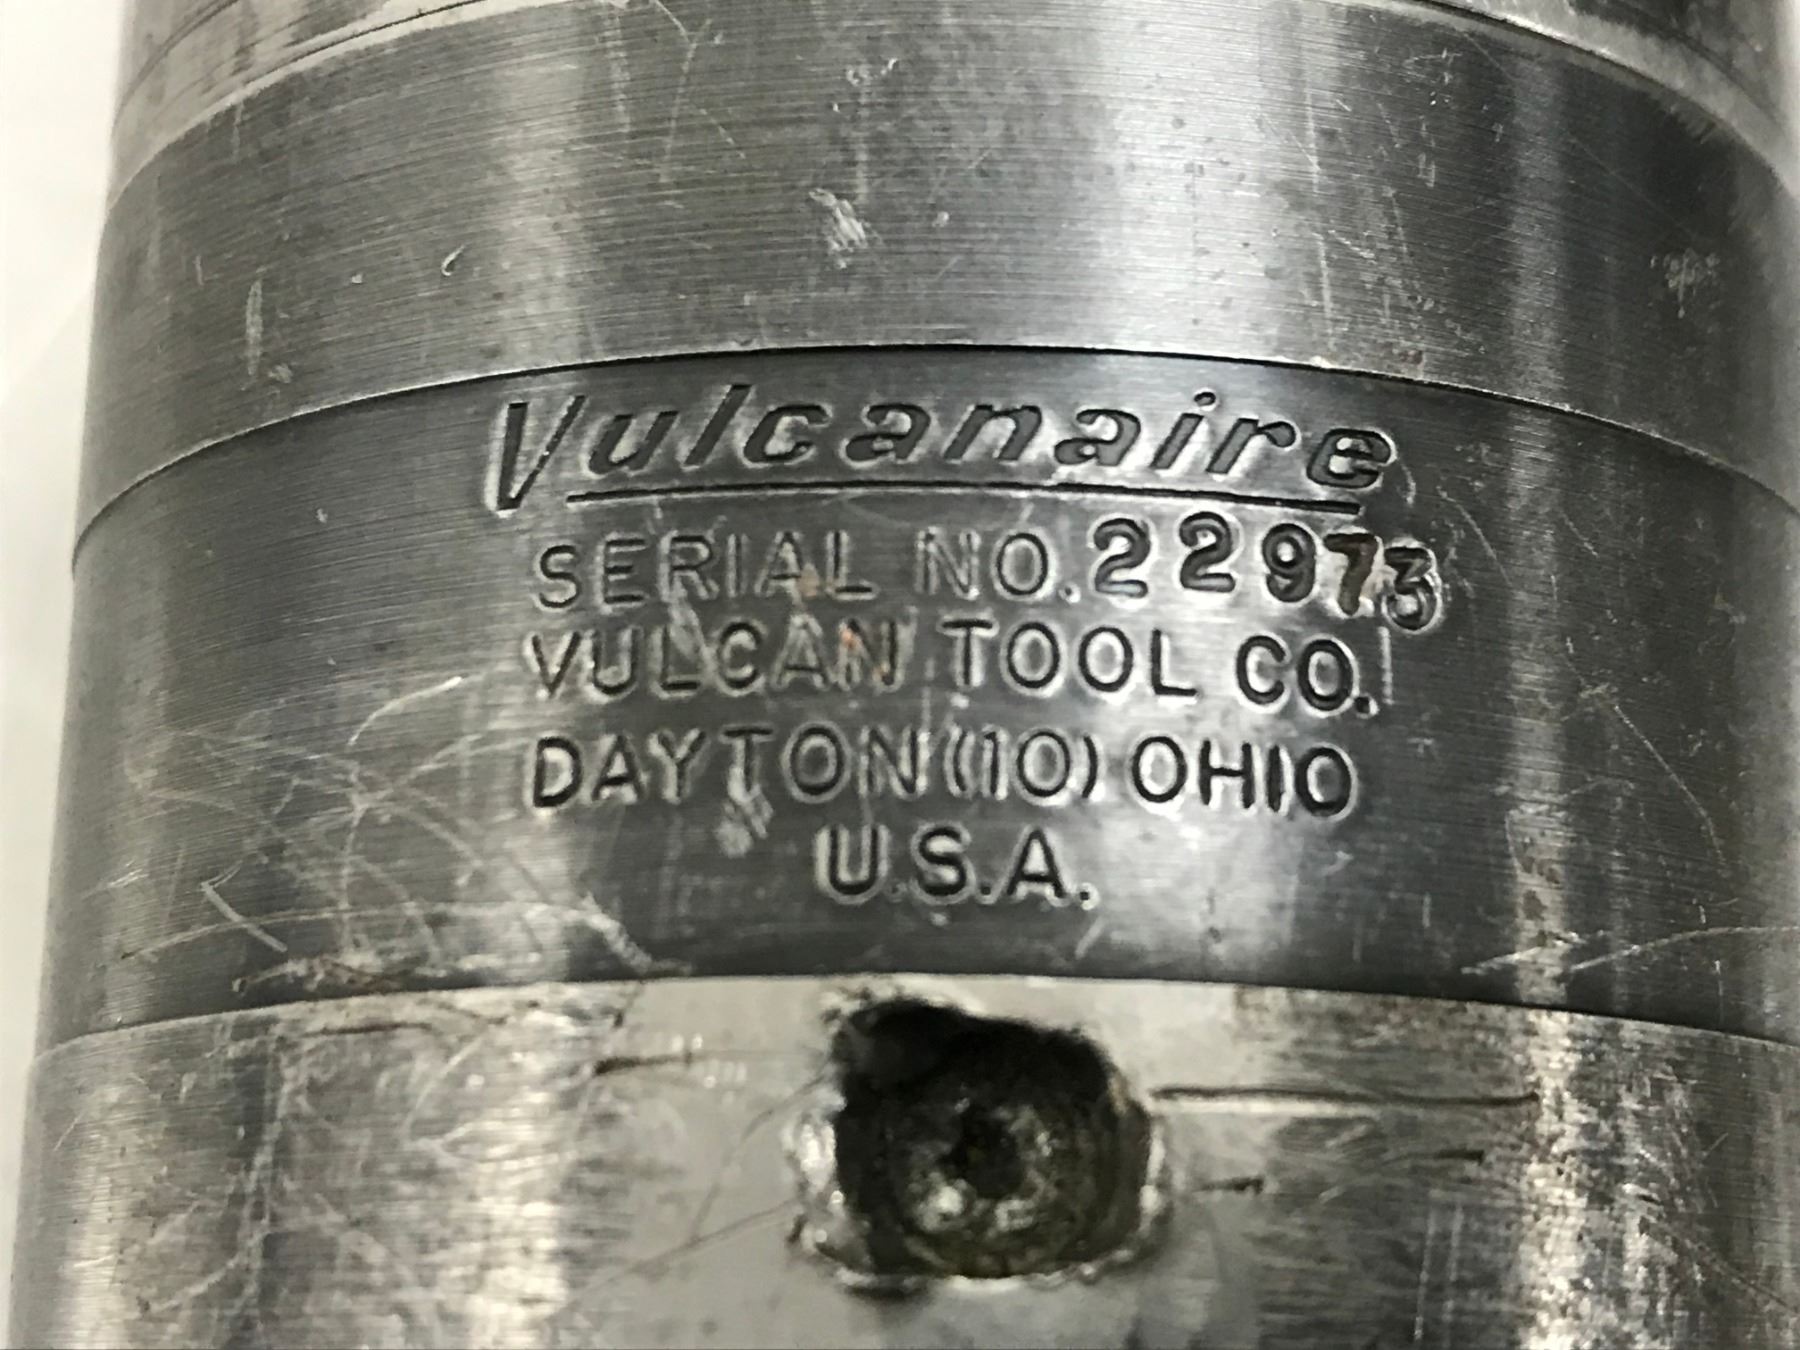 Vulcanaire
SERIAL NO. 22973
VULCAN TOOL CO.
DAYTON (10) OHIO
U.S.A.